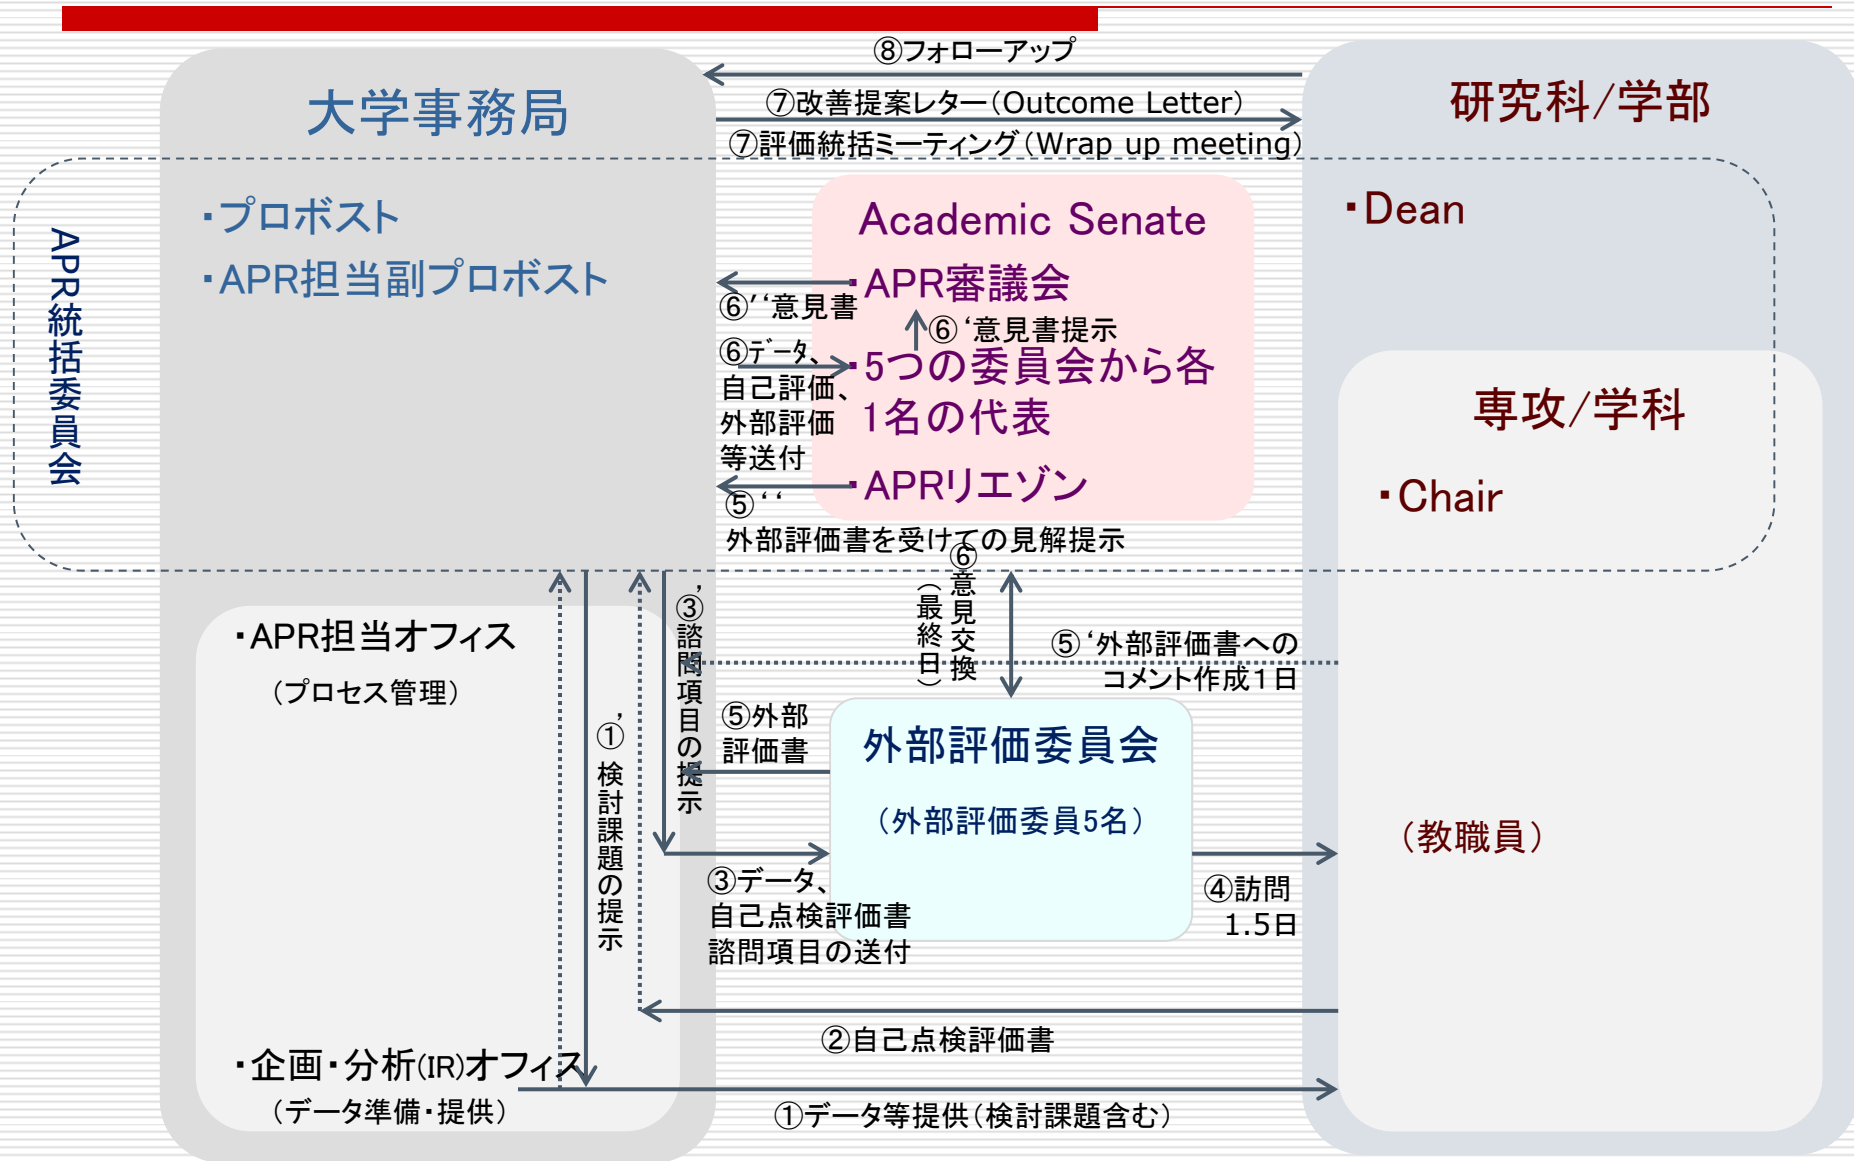 ⑧フォローアップ
⑦改善提案レター(Outcome Letter)
⑦評価統括ミーティング(Wrap up meeting)
大学事務局
・プロボスト
・APR担当副プロボスト
APR統括委員会
Academic Senate
・APR審議会
・5つの委員会から各
1名の代表
・APRリエゾン
⑥’‘意見書
⑥‘意見書提示
⑥データ、
自己評価、
外部評価
等送付
⑤‘‘
外部評価書を受けての見解提示
研究科/学部
・Dean
専攻/学科
・Chair
(教職員)
⑥意見交換
(最終日)
⑤‘外部評価書への
コメント作成1日
・APR担当オフィス
(プロセス管理)
①’検討課題の提示
③’諮問項目の提示
⑤外部
評価書
外部評価委員会
(外部評価委員5名)
③データ、
自己点検評価書
諮問項目の送付
④訪問
1.5日
②自己点検評価書
・企画・分析(IR)オフィス
(データ準備・提供)
①データ等提供(検討課題含む)